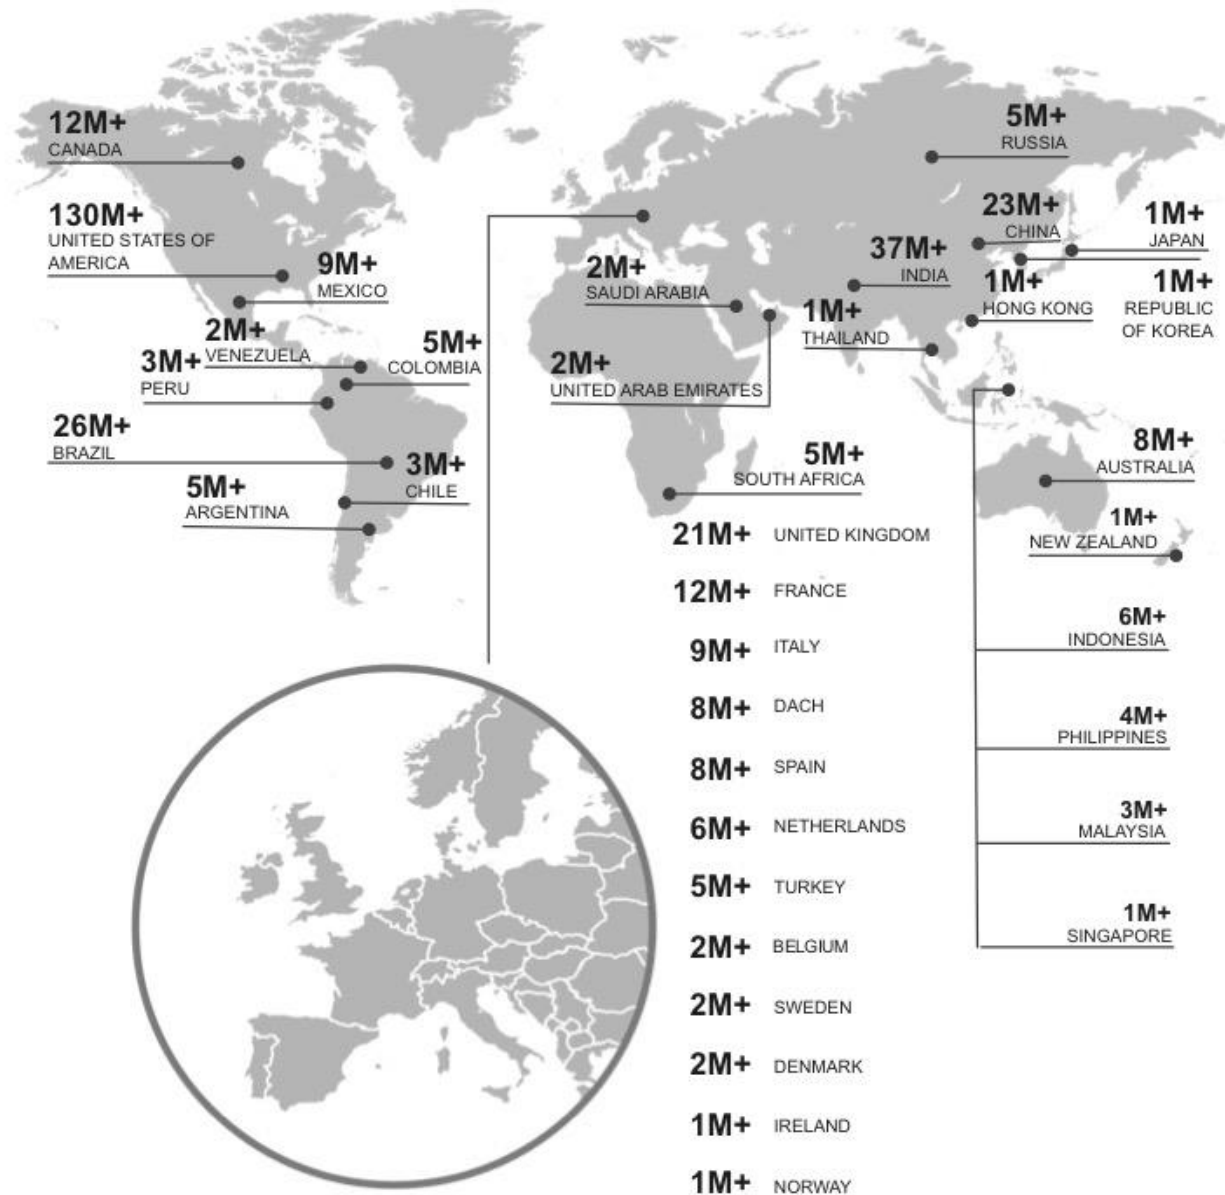 12M+
CANADA
130M+
UNITED STATES OF
AMERICA
9M+
MEXICO
2M+
VENEZUELA
5M+
COLOMBIA
3M+
PERU
26M+
BRAZIL
3M+
CHILE
5M+
ARGENTINA
5M+
RUSSIA
23M+
CHINA
1M+
JAPAN
37M+
INDIA
2M+
SAUDI ARABIA
1M+
HONG KONG
1M+
REPUBLIC
OF KOREA
1M+
THAILAND
2M+
UNITED ARAB EMIRATES
5M+
SOUTH AFRICA
8M+
AUSTRALIA
1M+
NEW ZEALAND
21M+ UNITED KINGDOM
12M+ FRANCE
9M+ ITALY
8M+ DACH
8M+ SPAIN
6M+ NETHERLANDS
5M+ TURKEY
2M+ BELGIUM
2M+ SWEDEN
2M+ DENMARK
1M+ IRELAND
1M+ NORWAY
6M+
INDONESIA
4M+
PHILIPPINES
3M+
MALAYSIA
1M+
SINGAPORE